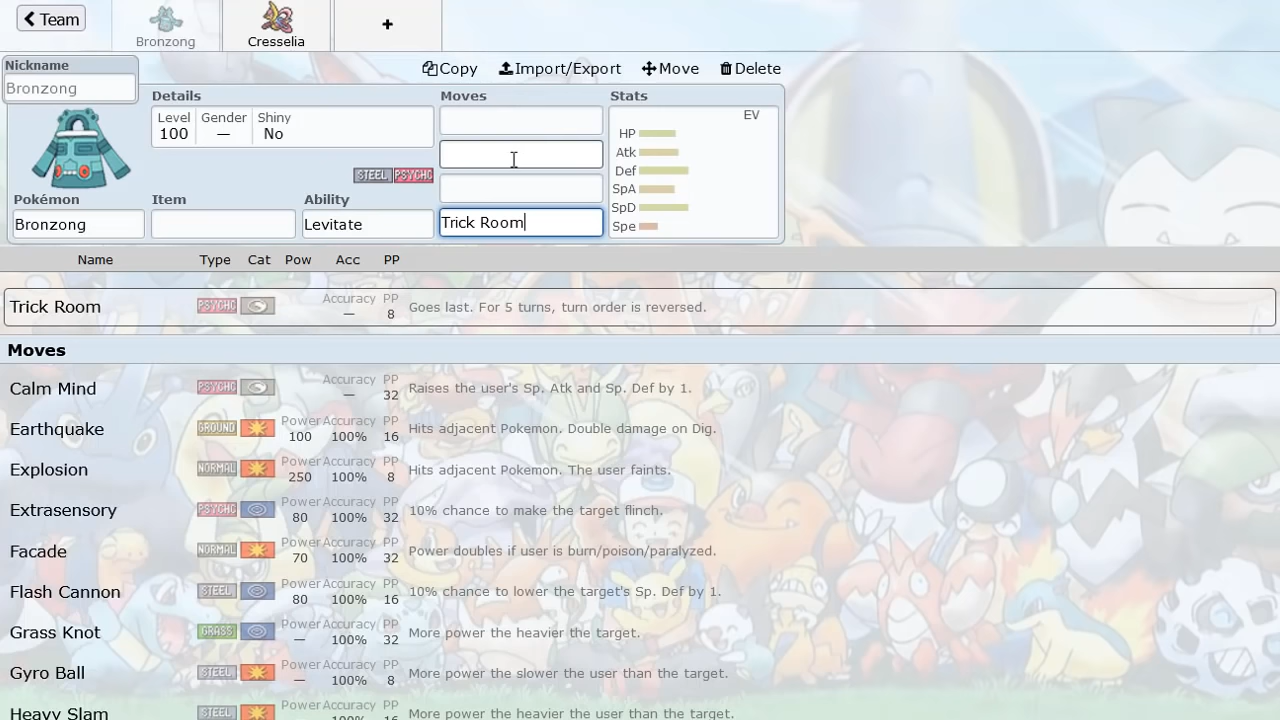 Team
Bronzong
Cresselia
+
Nickname
Bronzong
Copy Import/Export Move Delete
Details
Level 100
Gender —
Shiny No
STEEL PSYCHC
Pokémon
Bronzong
Item
Ability
Levitate
Moves
Trick Room
Stats
EV
HP
Atk
Def
SpA
SpD
Spe
Name Type Cat Pow Acc PP
Trick Room PSYCHC Accuracy — PP 8 Goes last. For 5 turns, turn order is reversed.
Moves
Calm Mind PSYCHC Accuracy — PP 32 Raises the user's Sp. Atk and Sp. Def by 1.
Earthquake GROUND Power 100 Accuracy 100% PP 16 Hits adjacent Pokemon. Double damage on Dig.
Explosion NORMAL Power 250 Accuracy 100% PP 8 Hits adjacent Pokemon. The user faints.
Extrasensory PSYCHC Power 80 Accuracy 100% PP 32 10% chance to make the target flinch.
Facade NORMAL Power 70 Accuracy 100% PP 32 Power doubles if user is burn/poison/paralyzed.
Flash Cannon STEEL Power 80 Accuracy 100% PP 16 10% chance to lower the target's Sp. Def by 1.
Grass Knot GRASS Power — Accuracy 100% PP 32 More power the heavier the target.
Gyro Ball STEEL Power — Accuracy 100% PP 8 More power the slower the user than the target.
Heavy Slam STEEL Power — Accuracy 100% PP 16 More power the heavier the user than the target.